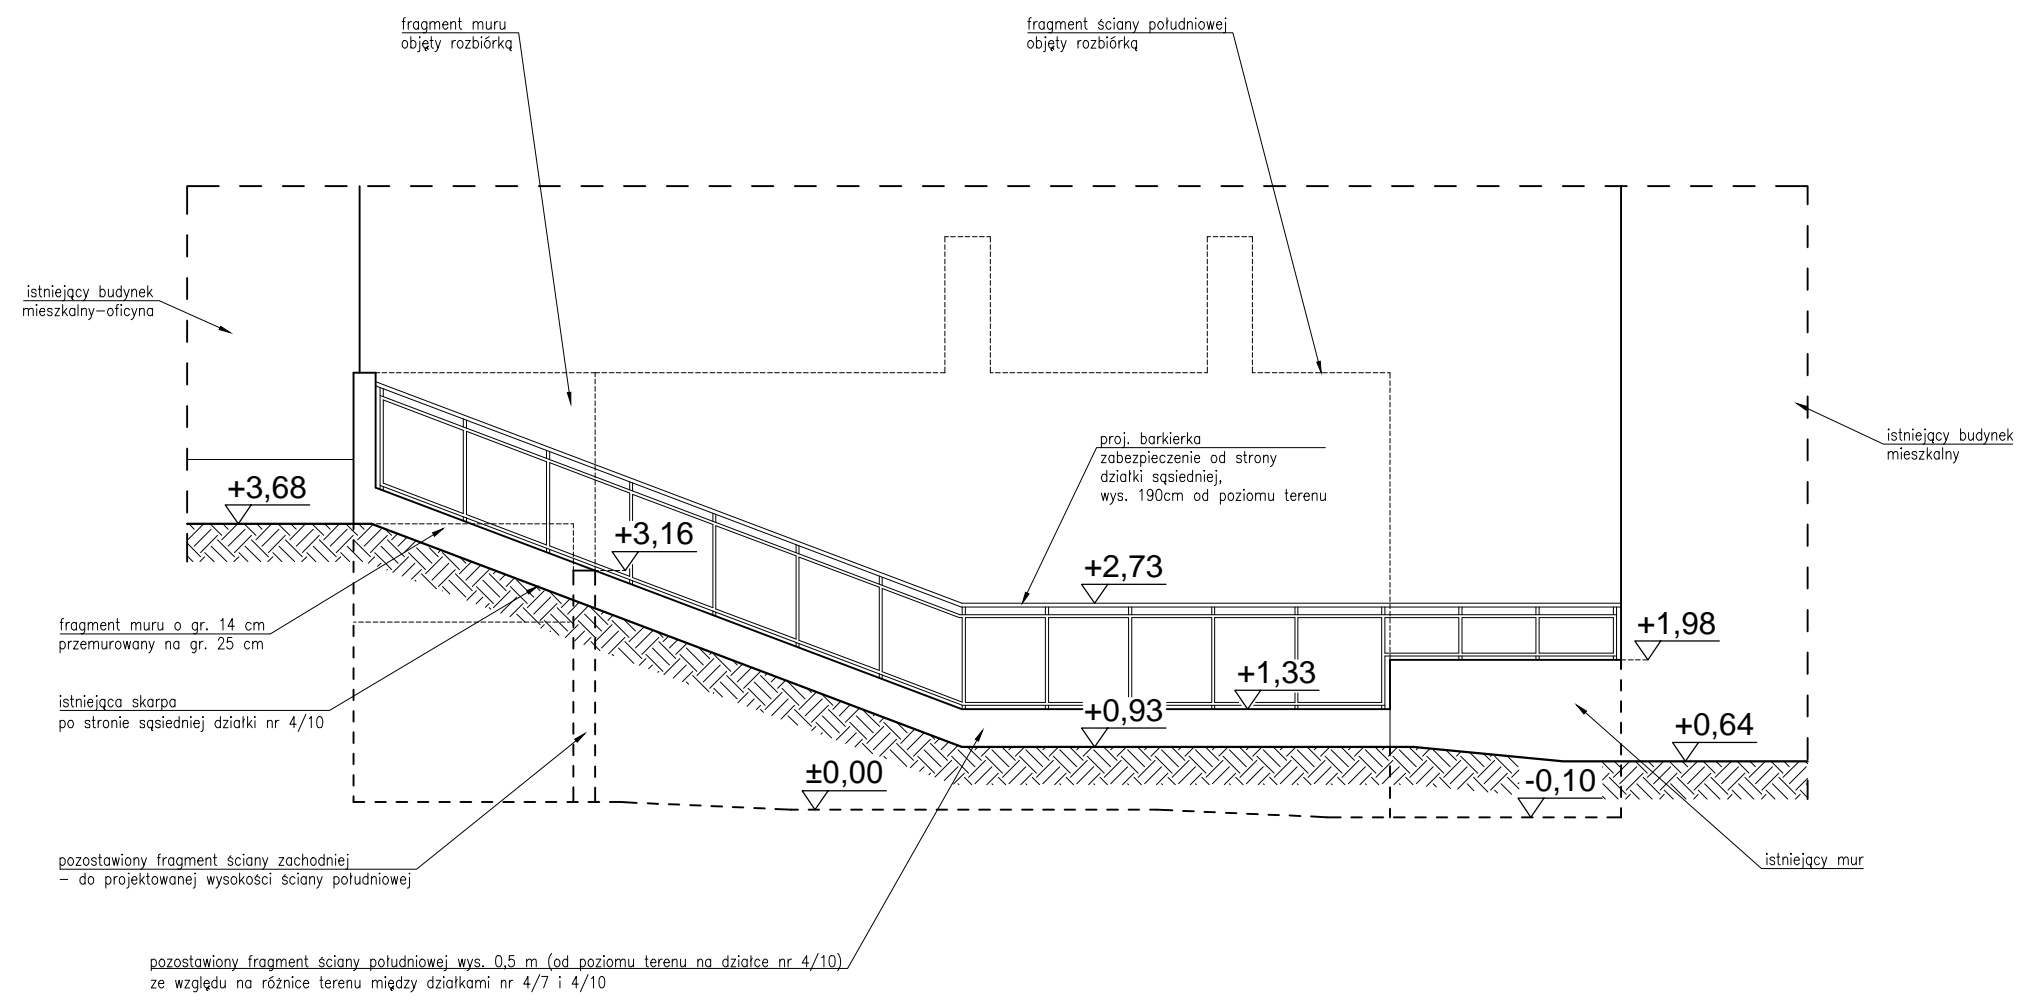 fragment muru
objęty rozbiórką
fragment ściany południowej
objęty rozbiórką
istniejący budynek
mieszkalny-oficyna
proj. barkierka
zabezpieczenie od strony
działki sąsiedniej,
wys. 190cm od poziomu terenu
istniejący budynek
mieszkalny
+3,68
+3,16
+2,73
+1,98
+1,33
+0,93
+0,64
±0,00
-0,10
fragment muru o gr. 14 cm
przemurowany na gr. 25 cm
istniejąca skarpa
po stronie sąsiedniej działki nr 4/10
pozostawiony fragment ściany zachodniej
- do projektowanej wysokości ściany południowej
istniejący mur
pozostawiony fragment ściany południowej wys. 0,5 m (od poziomu terenu na działce nr 4/10)
ze względu na różnice terenu między działkami nr 4/7 i 4/10